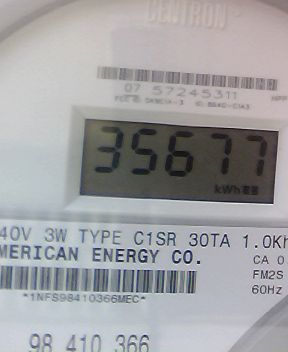 CENTRON
07 57245311
35677
kWh
40V 3W TYPE C1SR 30TA 1.0Kh
MERICAN ENERGY CO.
CA 0
FM2S
*1NFS98410366MEC*
60Hz
98 410 366